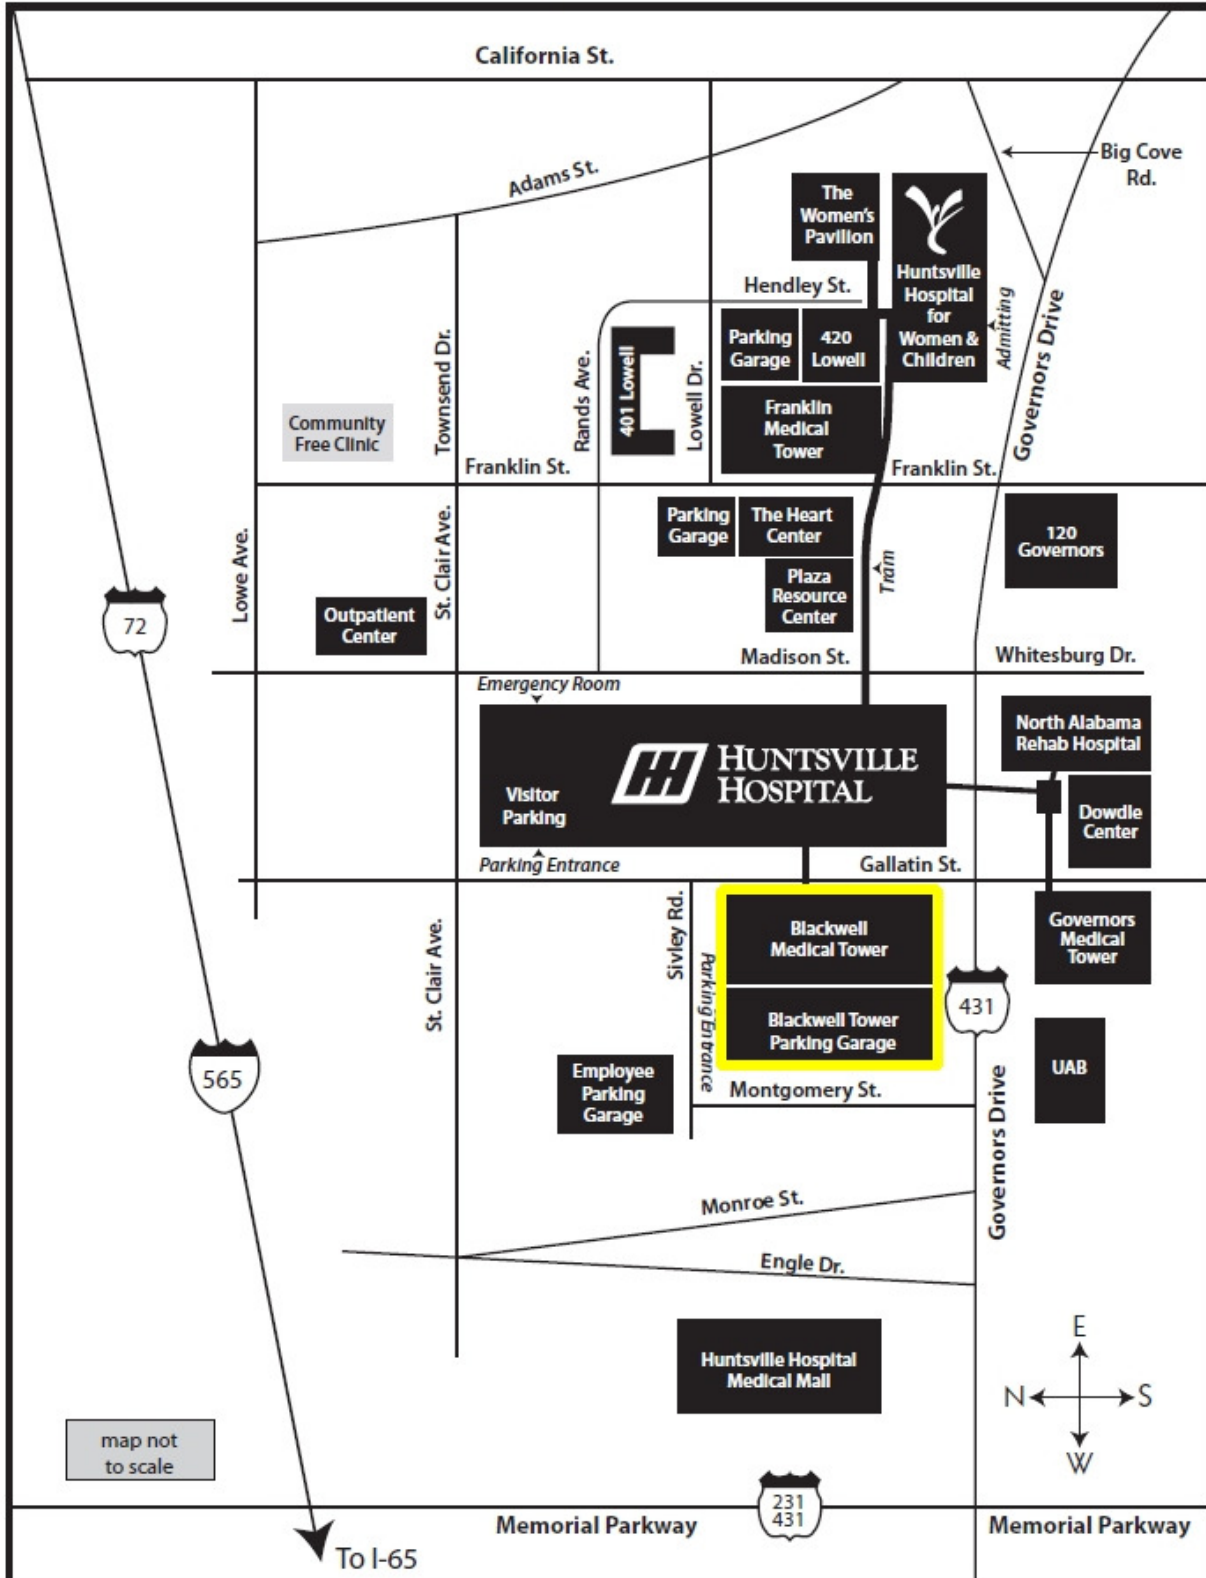 California St.
Big Cove
Rd.
Adams St.
The
Women's
Pavilion
Huntsville
Hospital
for
Women &
Children
Admitting
Hendley St.
Governors Drive
Parking
Garage
420
Lowell
401 Lowell
Rands Ave.
Lowell Dr.
Townsend Dr.
Franklin
Medical
Tower
Community
Free Clinic
Franklin St.
Franklin St.
Parking
Garage
The Heart
Center
120
Governors
Plaza
Resource
Center
Tram
Lowe Ave.
St. Clair Ave.
Outpatient
Center
72
Madison St.
Whitesburg Dr.
Emergency Room
North Alabama
Rehab Hospital
HUNTSVILLE
HOSPITAL
Visitor
Parking
Dowdle
Center
Parking Entrance
Gallatin St.
Sivley Rd.
Blackwell
Medical Tower
Governors
Medical
Tower
St. Clair Ave.
Parking Entrance
431
Blackwell Tower
Parking Garage
565
Employee
Parking
Garage
UAB
Montgomery St.
Governors Drive
Monroe St.
Engle Dr.
Huntsville Hospital
Medical Mall
E
N
S
W
map not
to scale
231
431
Memorial Parkway
Memorial Parkway
To I-65